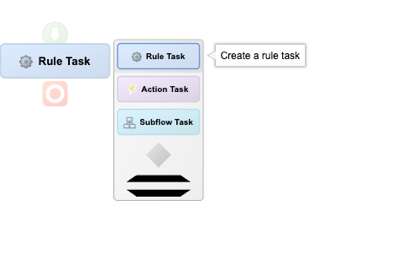 Rule Task
Rule Task
Create a rule task
Action Task
Subflow Task